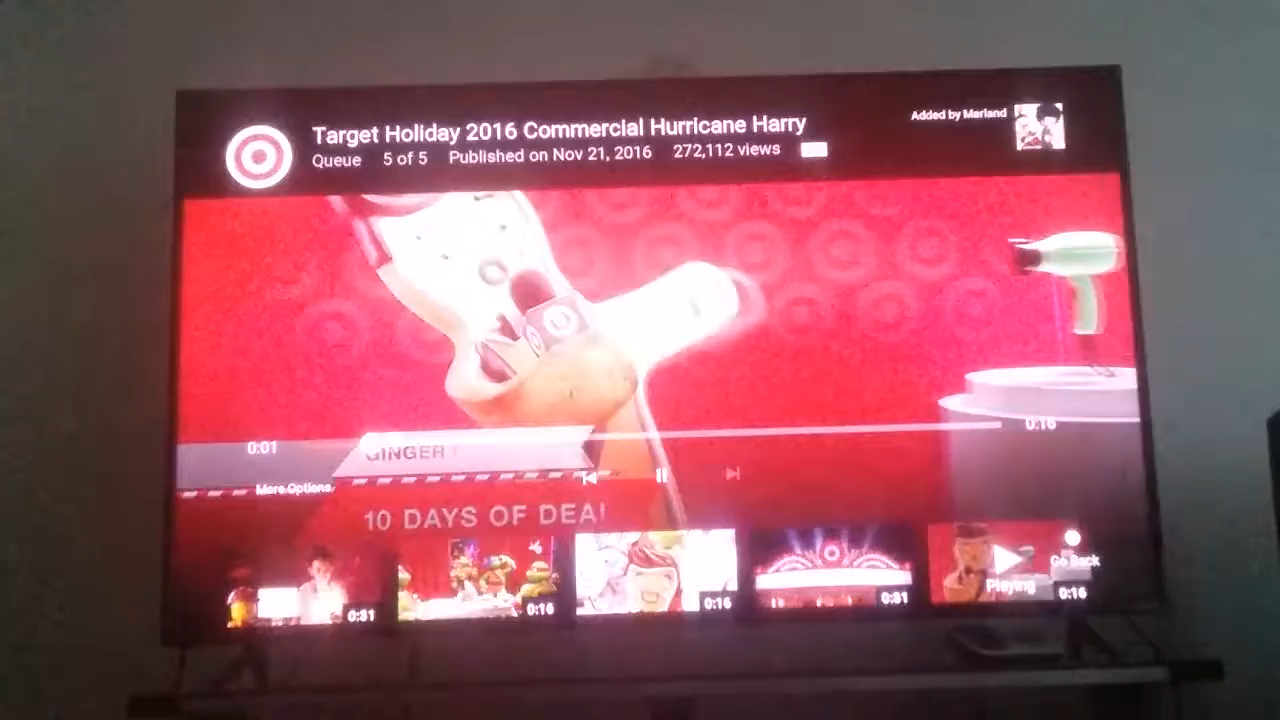 Target Holiday 2016 Commercial Hurricane Harry
Added by Marland
Queue 5 of 5 Published on Nov 21, 2016 272,112 views
0:01
0:16
GINGER
More Options
10 DAYS OF DEA
0:31
0:16
0:16
0:31
Playing
Go Back
0:16